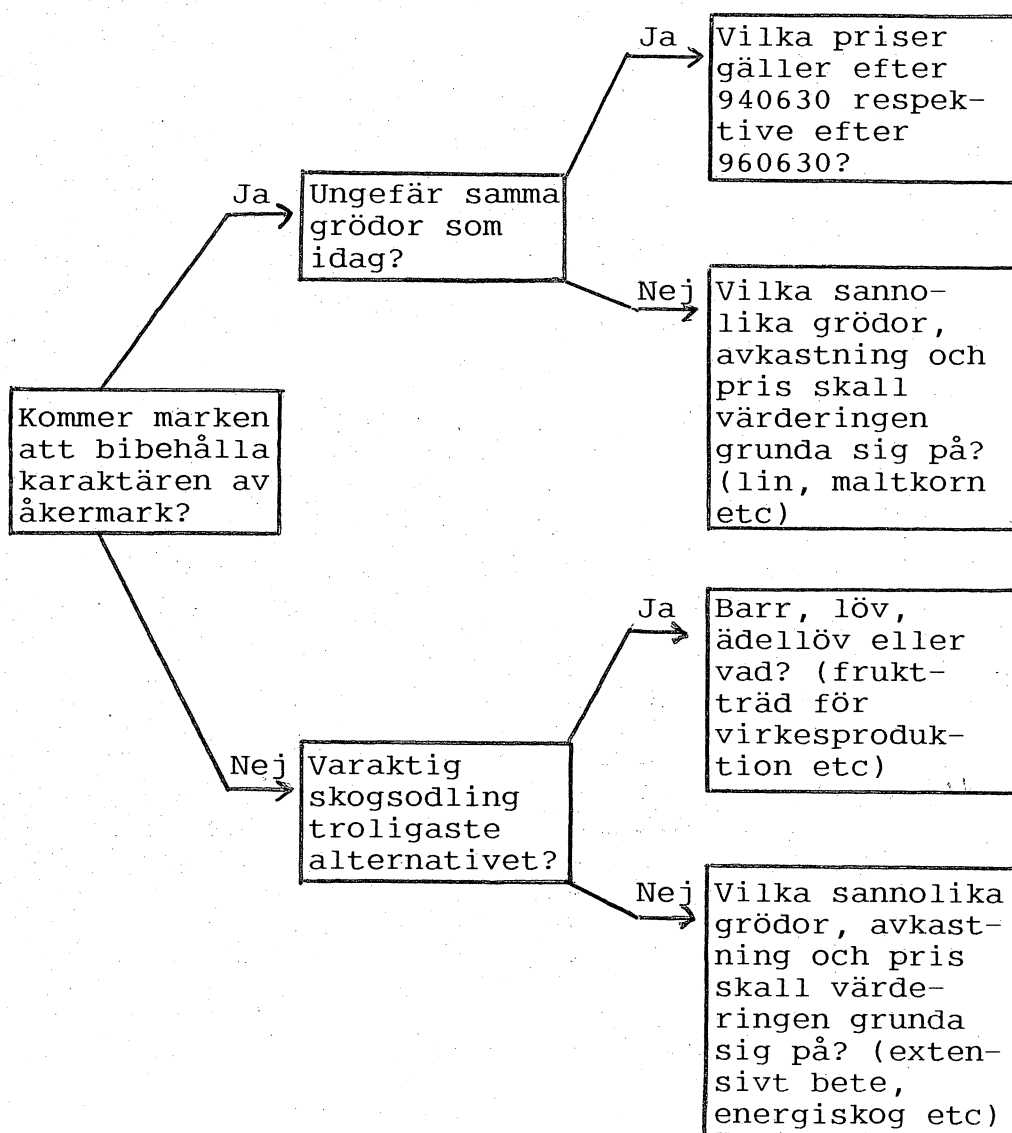 Ja
Vilka priser
gäller efter
940630 respek-
tive efter
960630?
Ja
Ungefär samma
grödor som
idag?
Nej
Vilka sanno-
lika grödor,
avkastning och
pris skall
värderingen
grunda sig på?
(lin, maltkorn
etc)
Kommer marken
att bibehålla
karaktären av
åkermark?
Ja
Barr, löv,
ädellöv eller
vad? (frukt-
träd för
virkesproduk-
tion etc)
Nej
Varaktig
skogsodling
troligaste
alternativet?
Nej
Vilka sannolika
grödor, avkast-
ning och pris
skall värde-
ringen grunda
sig på? (exten-
sivt bete,
energiskog etc)